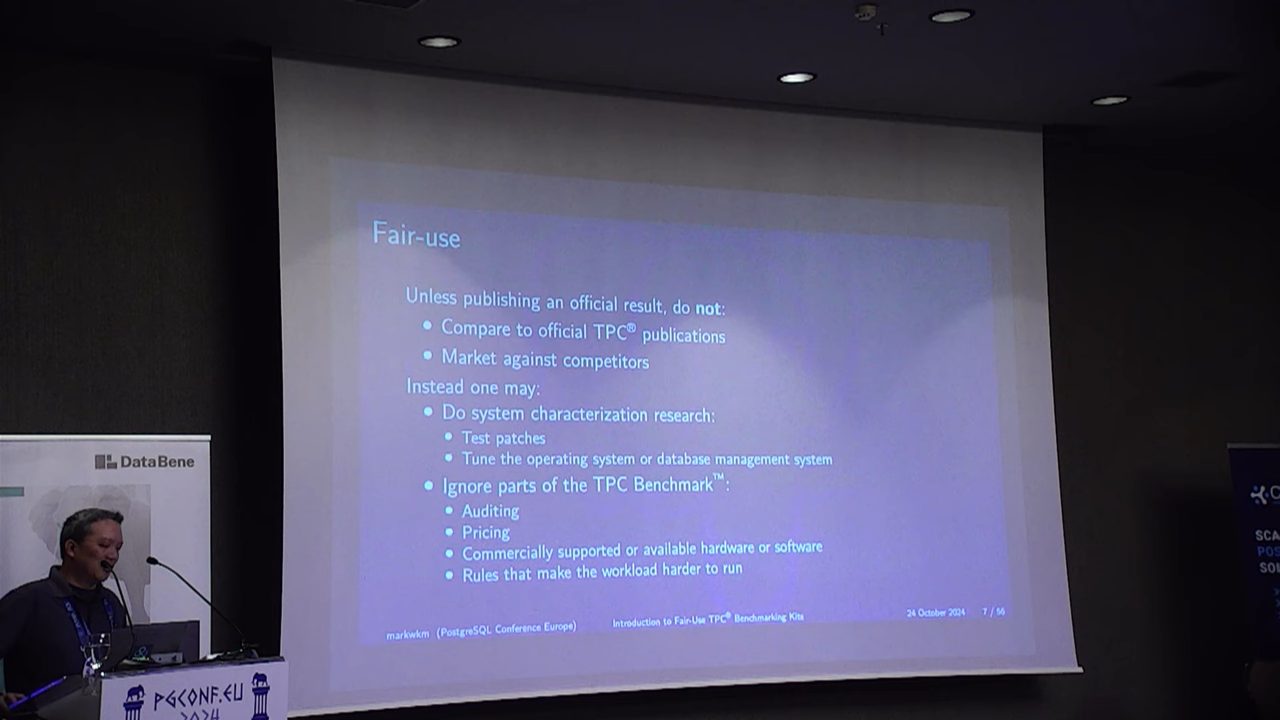 Fair-use
Unless publishing an official result, do not:
• Compare to official TPC® publications
• Market against competitors
Instead one may:
• Do system characterization research:
• Test patches
• Tune the operating system or database management system
• Ignore parts of the TPC Benchmark™:
• Auditing
• Pricing
• Commercially supported or available hardware or software
• Rules that make the workload harder to run
markwkm (PostgreSQL Conference Europe) Introduction to Fair-Use TPC® Benchmarking Kits 24 October 2024 7 / 56
DataBene
PGCONF.EU
2024